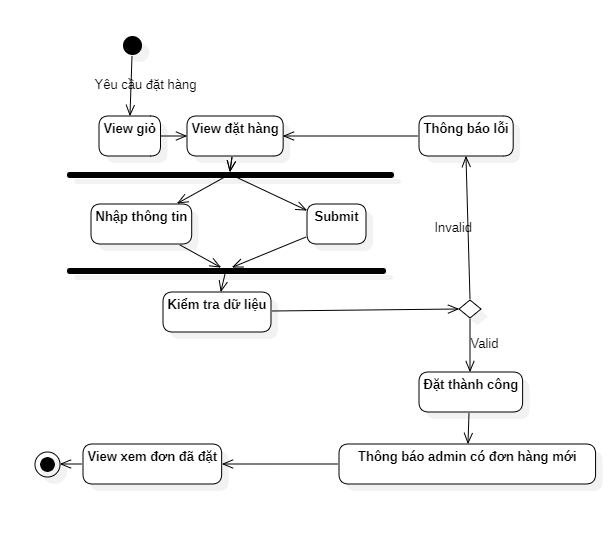 Yêu cầu đặt hàng
View giỏ
View đặt hàng
Thông báo lỗi
Nhập thông tin
Submit
Invalid
Kiểm tra dữ liệu
Valid
Đặt thành công
View xem đơn đã đặt
Thông báo admin có đơn hàng mới